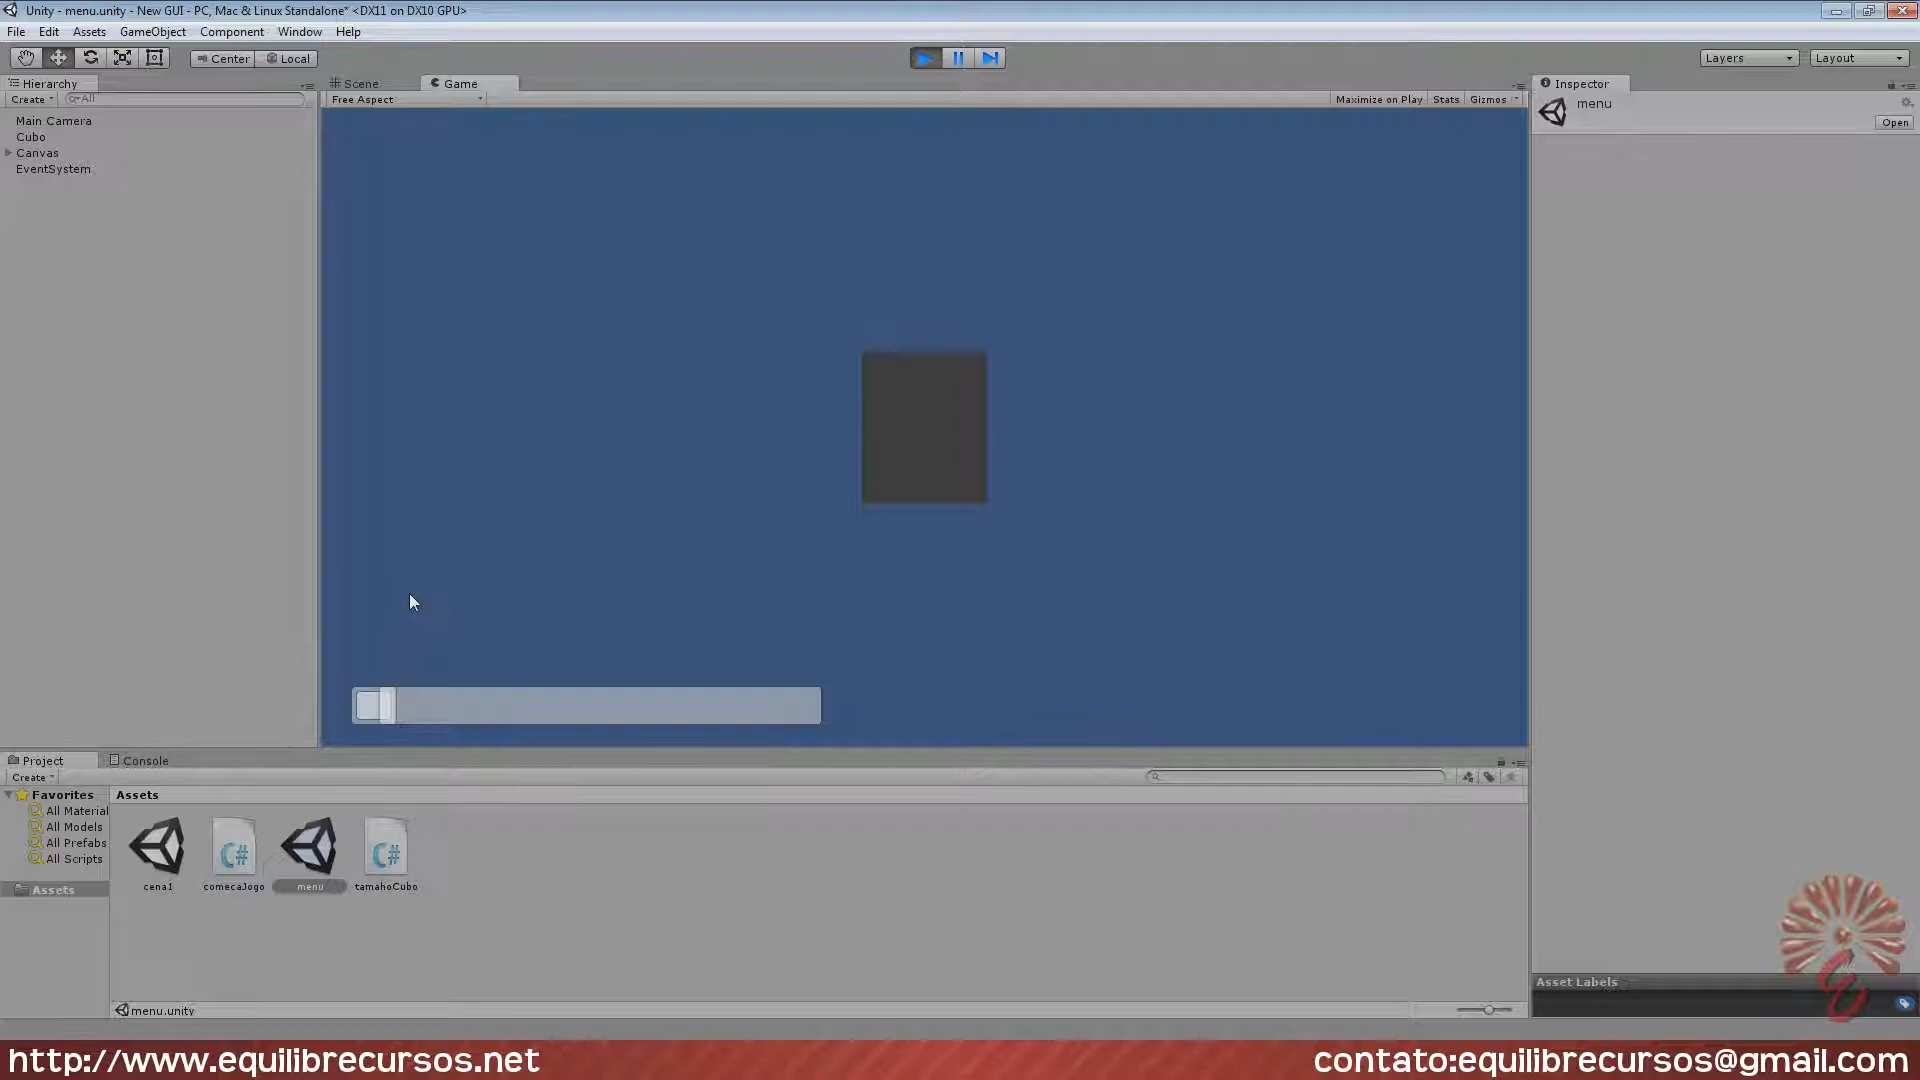 Unity - menu.unity - New GUI - PC, Mac & Linux Standalone* <DX11 on DX10 GPU>
File Edit Assets GameObject Component Window Help
Center Local Layers Layout
Hierarchy Scene Game Inspector
Create All Free Aspect Maximize on Play Stats Gizmos menu
Open
Main Camera
Cubo
Canvas
EventSystem
Project Console
Create
Favorites Assets
All Material
All Models
All Prefabs
All Scripts
Assets
C# C#
cena1 comecaJogo menu tamahoCubo
Asset Labels
menu.unity
http://www.equilibrecursos.net contato:equilibrecursos@gmail.com